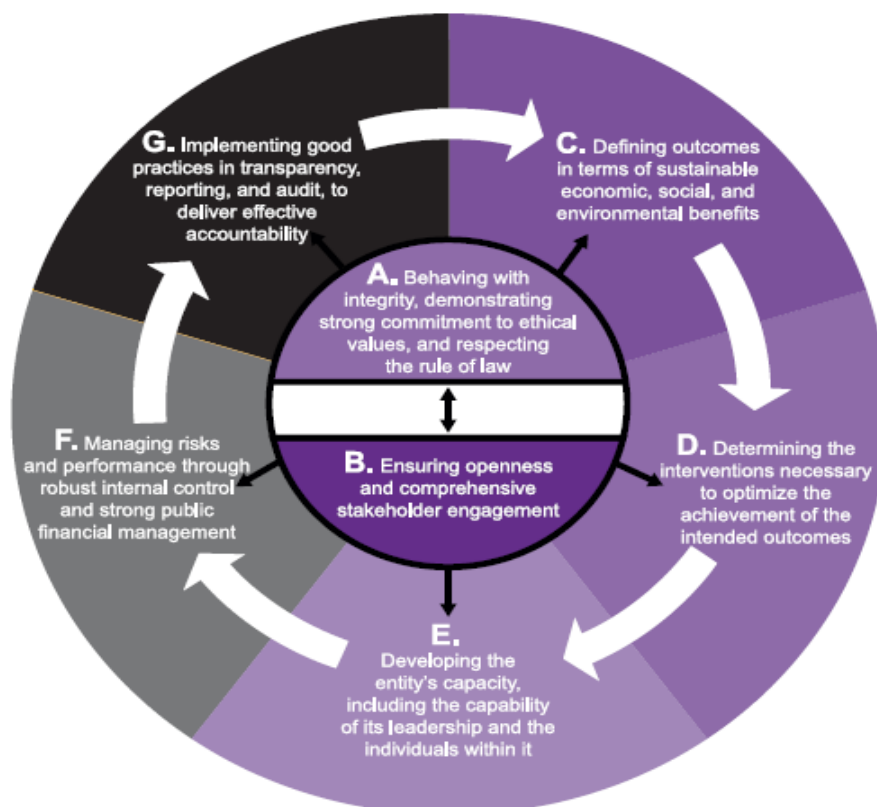 G. Implementing good
practices in transparency,
reporting, and audit, to
deliver effective
accountability
C. Defining outcomes
in terms of sustainable
economic, social, and
environmental benefits
A. Behaving with
integrity, demonstrating
strong commitment to ethical
values, and respecting
the rule of law
F. Managing risks
and performance through
robust internal control
and strong public
financial management
B. Ensuring openness
and comprehensive
stakeholder engagement
D. Determining the
interventions necessary
to optimize the
achievement of the
intended outcomes
E.
Developing the
entity's capacity,
including the capability
of its leadership and the
individuals within it